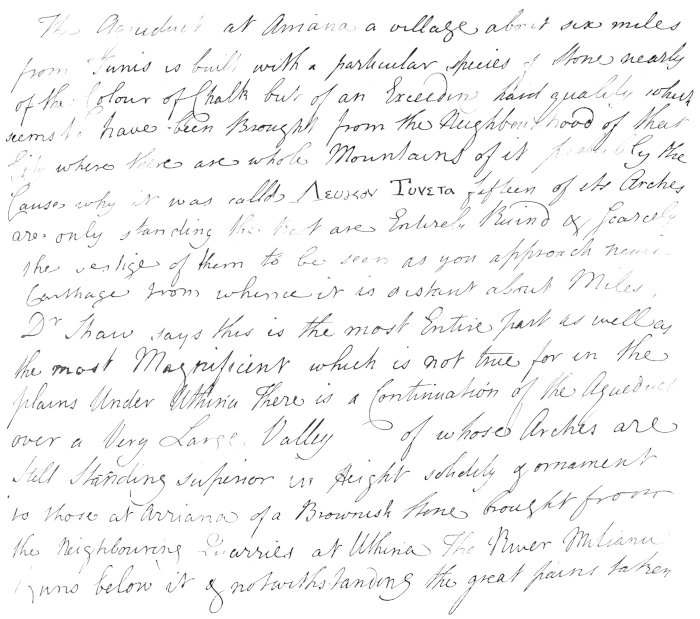 The Aqueduct at Arriana a village about six miles
from Tunis is built with a particular species of Stone nearly
of the Colour of Chalk but of an Exceeding hard quality which
seems to have been Brought from the Neighbourhood of that
City where there are whole Mountains of it probably the
Cause why it was calld ΛΕΥΚΟΝ ΤΥΝΕΤΑ fifteen of its Arches
are only standing the rest are Entirely Ruind & Scarcely
the vestige of them to be seen as you approach near
Carthage from whence it is distant about Miles.
Dr Shaw says this is the most Entire part as well as
the most Magnificent which is not true for in the
plains Under Uthina There is a Continuation of the Aqueduct
over a Very Large Valley of whose Arches are
still Standing superior in Height solidity & ornament
to those at Arriana of a Brownish Stone brought from
the Neighbouring Quarries at Uthina The River Miliana
Runs below it & notwithstanding the great pains taken